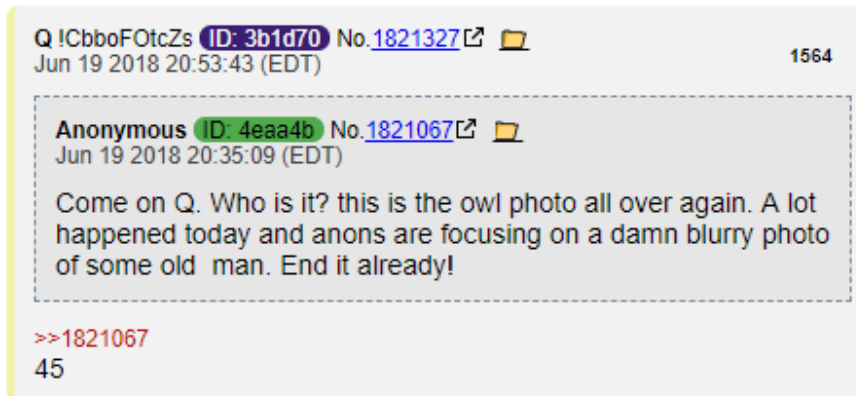 Q !CbboFOtcZs ID: 3b1d70 No.1821327
Jun 19 2018 20:53:43 (EDT)
1564
Anonymous ID: 4eaa4b No.1821067
Jun 19 2018 20:35:09 (EDT)
Come on Q. Who is it? this is the owl photo all over again. A lot
happened today and anons are focusing on a damn blurry photo
of some old  man. End it already!
>>1821067
45